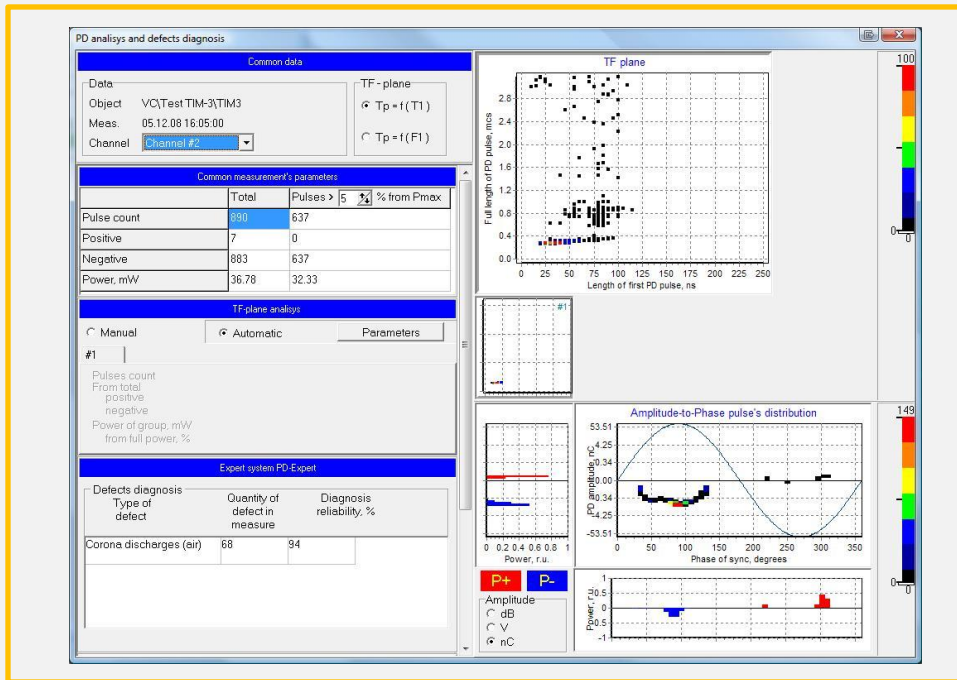 PD analisys and defects diagnosis
Common data
Data
Object VC\Test TIM-3\TIM3
Meas. 05.12.08 16:05:00
Channel Channel #2
TF - plane
Tp = f ( T1 )
Tp = f ( F1 )
Common measurement's parameters
Total Pulses > 5 % from Pmax
Pulse count 890 637
Positive 7 0
Negative 883 637
Power, mW 36.78 32.33
TF-plane analisys
Manual Automatic Parameters
#1
Pulses count
From total
positive
negative
Power of group, mW
from full power, %
Expert system PD-Expert
Defects diagnosis
Type of defect
Quantity of defect in measure
Diagnosis reliability, %
Corona discharges (air) 68 94
TF plane
Full length of PD pulse, mcs
2.8
2.4
2.0
1.6
1.2
0.8
0.4
0.0
0 25 50 75 100 125 150 175 200 225 250
Length of first PD pulse, ns
100
0
0
#1
0 0.2 0.4 0.6 0.8 1
Power, r.u.
Amplitude-to-Phase pulse's distribution
PD amplitude, nC
53.51
4.25
0.34
0.00
0.34
-4.25
-53.51
0 50 100 150 200 250 300 350
Phase of sync, degrees
149
0
0
P+ P-
Amplitude
dB
V
nC
Power, r.u.
1
0.5
0
-0.5
-1